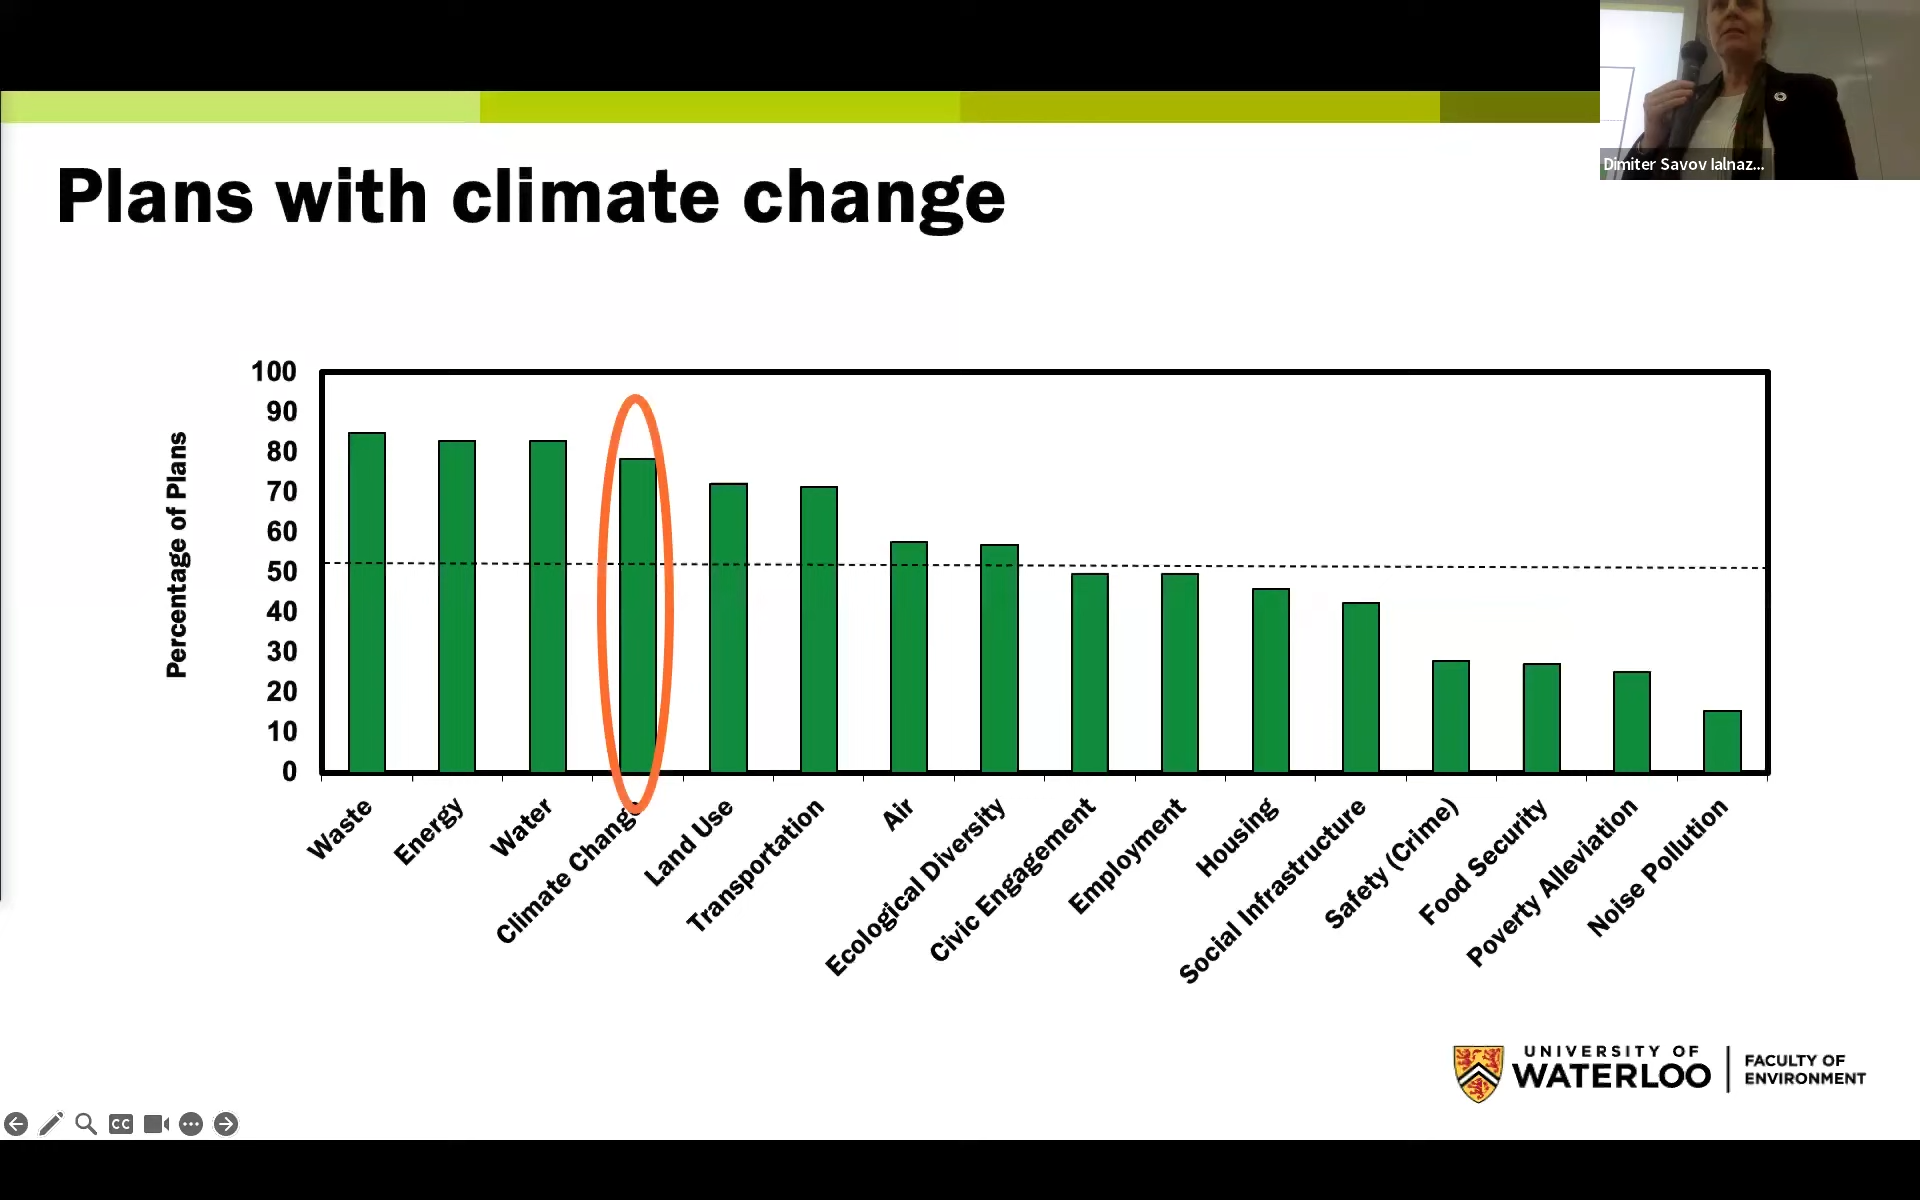 Dimiter Savov Ialnaz...
Plans with climate change
Percentage of Plans
100
90
80
70
60
50
40
30
20
10
0
Waste
Energy
Water
Climate Change
Land Use
Transportation
Air
Ecological Diversity
Civic Engagement
Employment
Housing
Social Infrastructure
Safety (Crime)
Food Security
Poverty Alleviation
Noise Pollution
UNIVERSITY OF
WATERLOO
FACULTY OF
ENVIRONMENT
CC